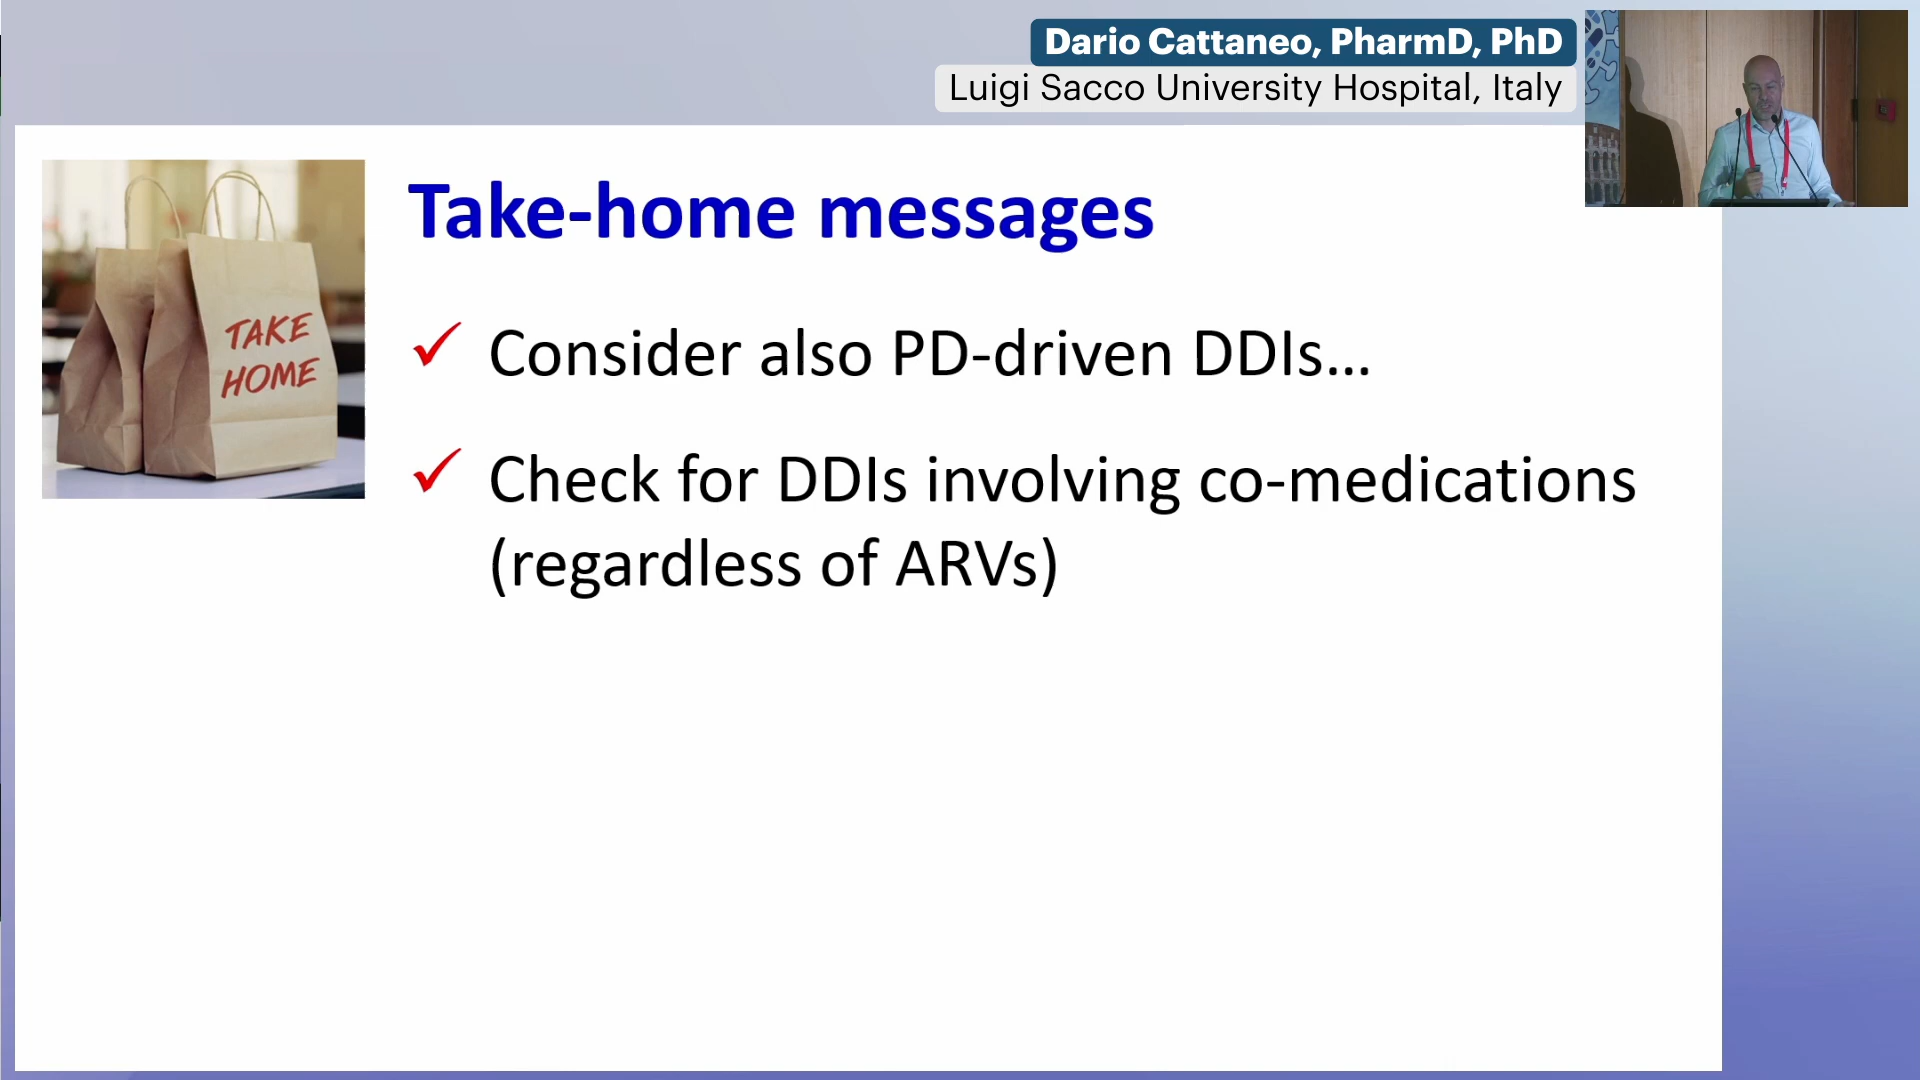 Dario Cattaneo, PharmD, PhD
Luigi Sacco University Hospital, Italy
TAKE
HOME
Take-home messages
✓ Consider also PD-driven DDIs...
✓ Check for DDIs involving co-medications
(regardless of ARVs)